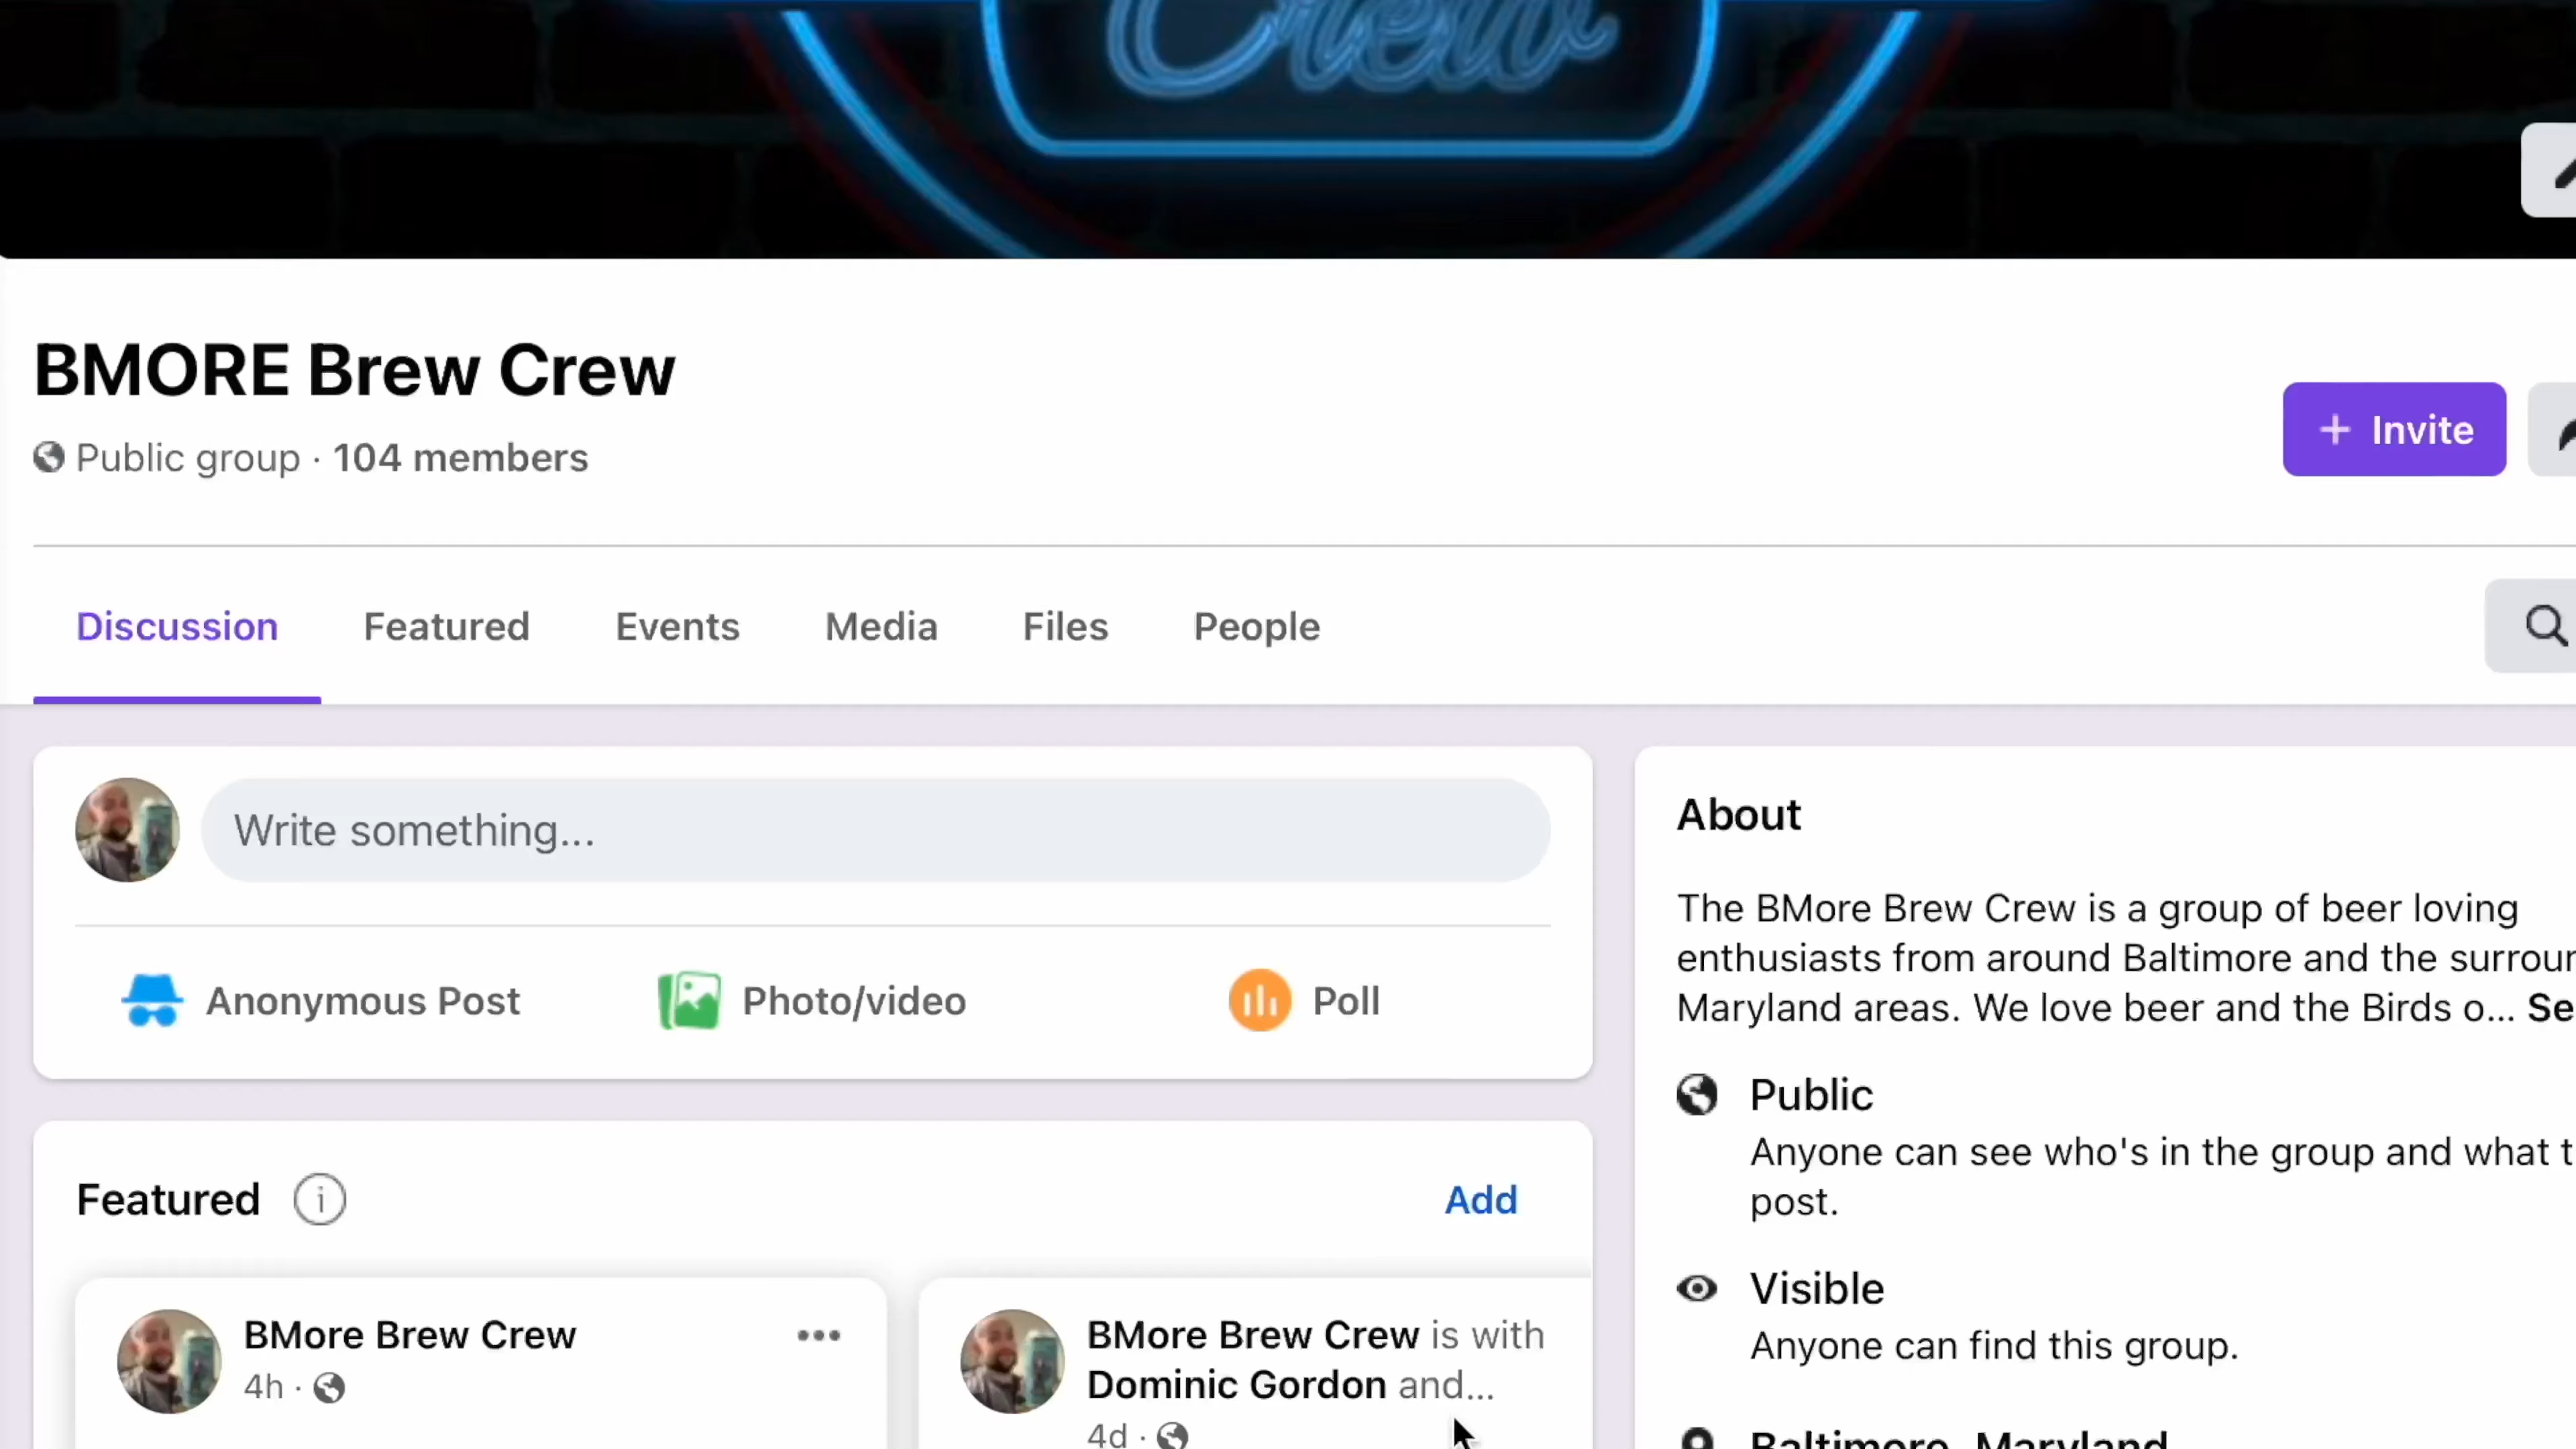 Crew
BMORE Brew Crew
Public group · 104 members
+ Invite
Discussion Featured Events Media Files People
Write something...
Anonymous Post Photo/video Poll
Featured
Add
BMore Brew Crew
4h ·
BMore Brew Crew is with
Dominic Gordon and...
4d ·
About
The BMore Brew Crew is a group of beer loving
enthusiasts from around Baltimore and the surroun
Maryland areas. We love beer and the Birds o... Se
Public
Anyone can see who's in the group and what t
post.
Visible
Anyone can find this group.
Baltimore, Maryland